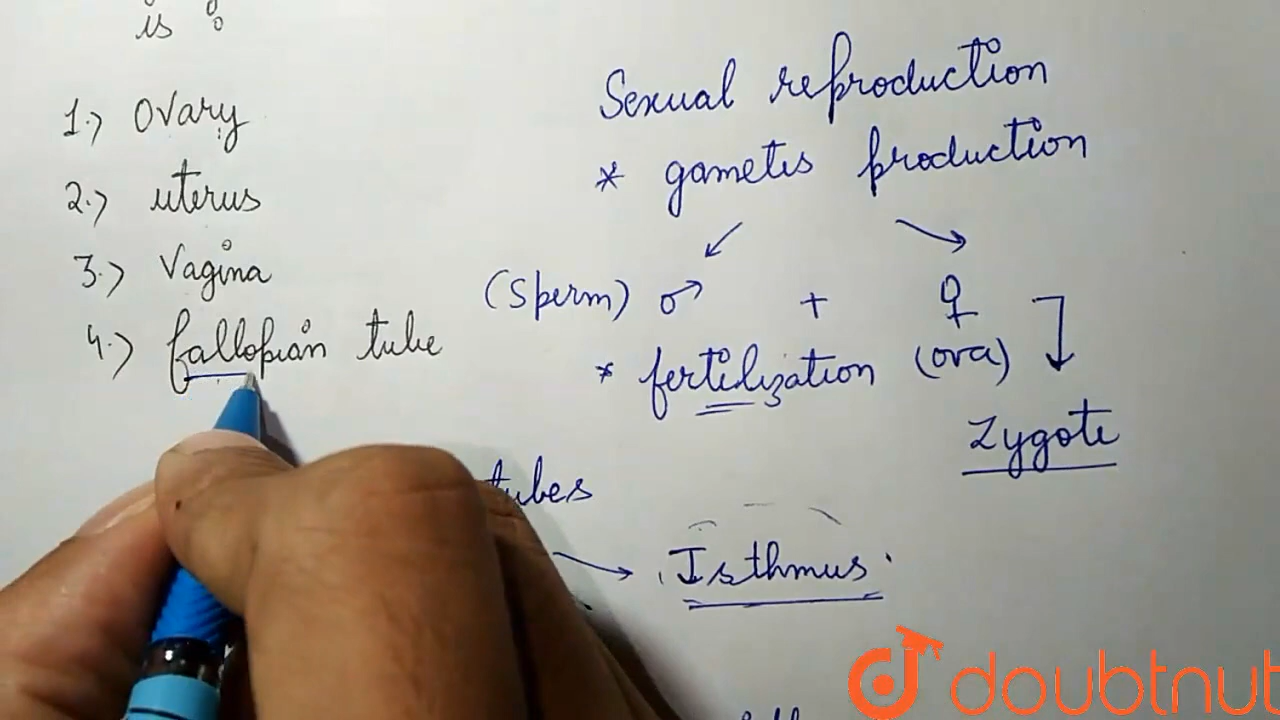 is :
1.) Ovary
2.) uterus
3.) Vagina
4.) fallopian tube
Sexual reproduction
* gametes production
(Sperm) ♂ + ♀
* fertilization (ova)
Zygote
tubes
Isthmus
doubtnut